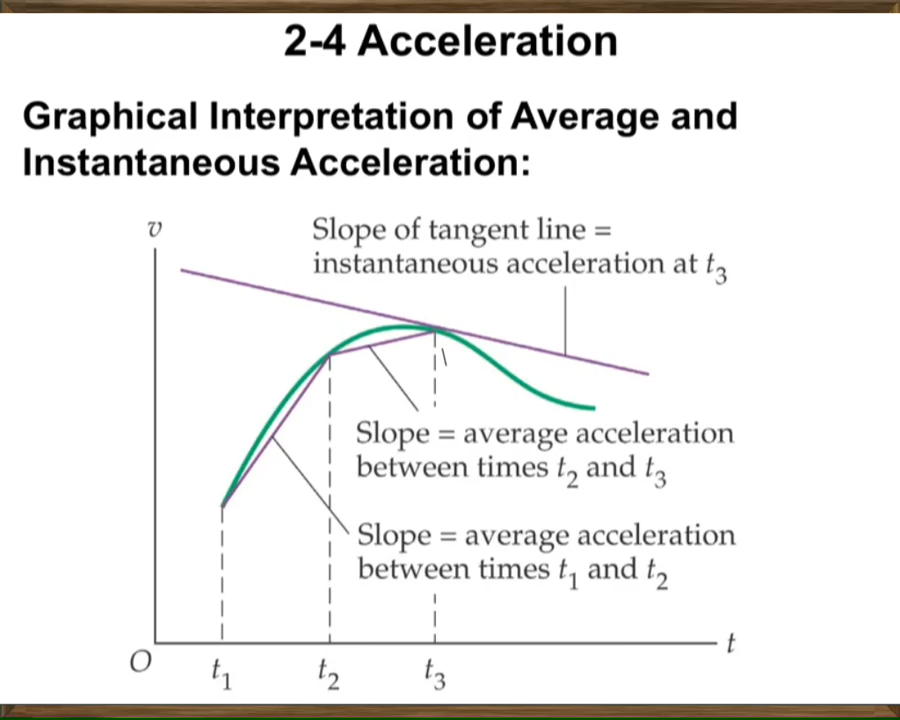 2-4 Acceleration
Graphical Interpretation of Average and
Instantaneous Acceleration:
v
Slope of tangent line =
instantaneous acceleration at t₃
Slope = average acceleration
between times t₂ and t₃
Slope = average acceleration
between times t₁ and t₂
t
O
t₁ t₂ t₃